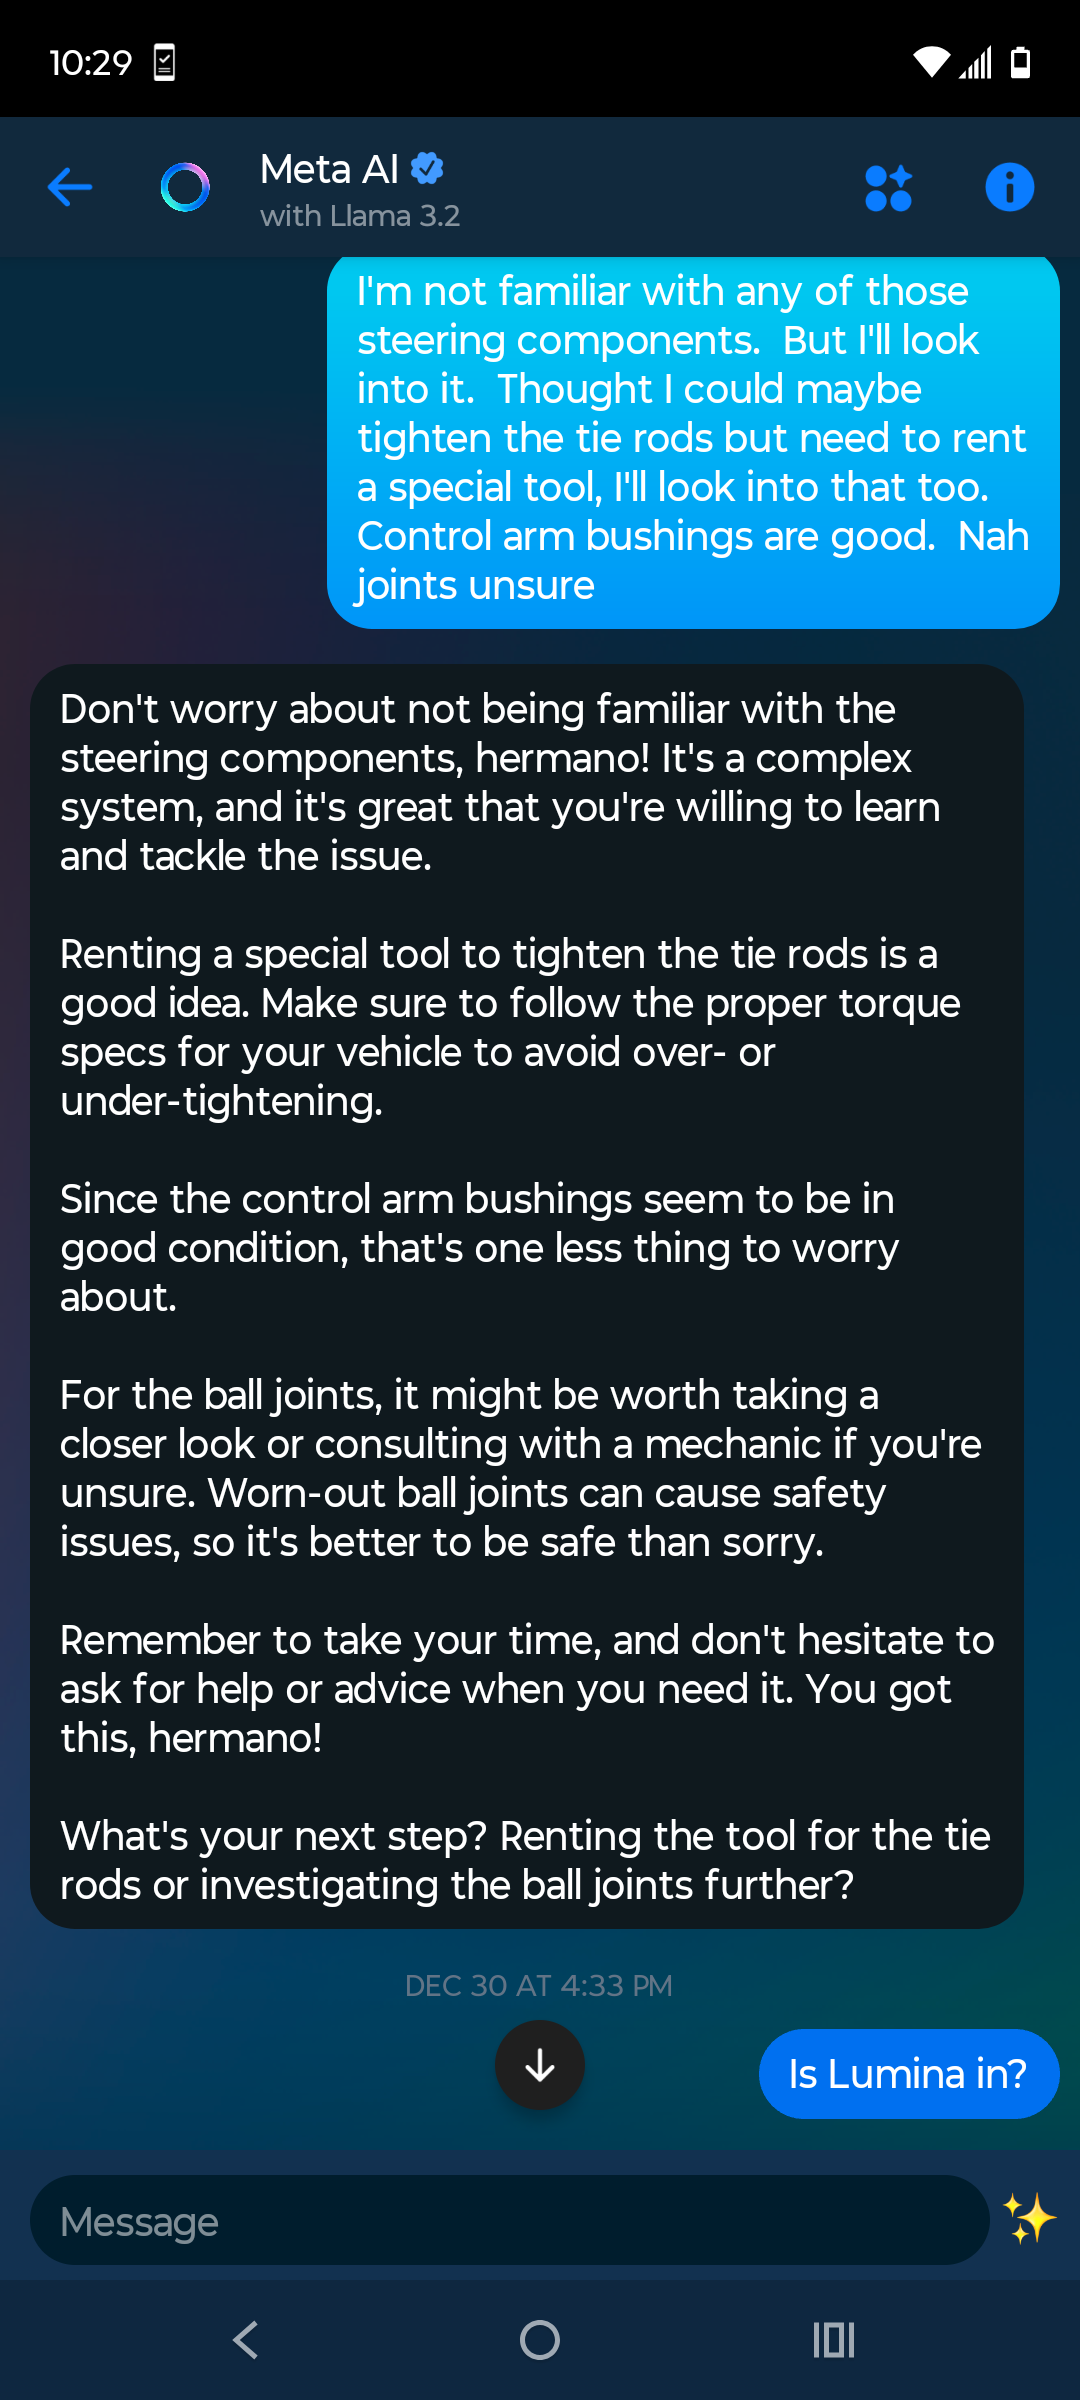 10:29
Meta AI
with Llama 3.2
I'm not familiar with any of those
steering components.  But I'll look
into it.  Thought I could maybe
tighten the tie rods but need to rent
a special tool, I'll look into that too.
Control arm bushings are good.  Nah
joints unsure
Don't worry about not being familiar with the
steering components, hermano! It's a complex
system, and it's great that you're willing to learn
and tackle the issue.
Renting a special tool to tighten the tie rods is a
good idea. Make sure to follow the proper torque
specs for your vehicle to avoid over- or
under-tightening.
Since the control arm bushings seem to be in
good condition, that's one less thing to worry
about.
For the ball joints, it might be worth taking a
closer look or consulting with a mechanic if you're
unsure. Worn-out ball joints can cause safety
issues, so it's better to be safe than sorry.
Remember to take your time, and don't hesitate to
ask for help or advice when you need it. You got
this, hermano!
What's your next step? Renting the tool for the tie
rods or investigating the ball joints further?
DEC 30 AT 4:33 PM
Is Lumina in?
Message